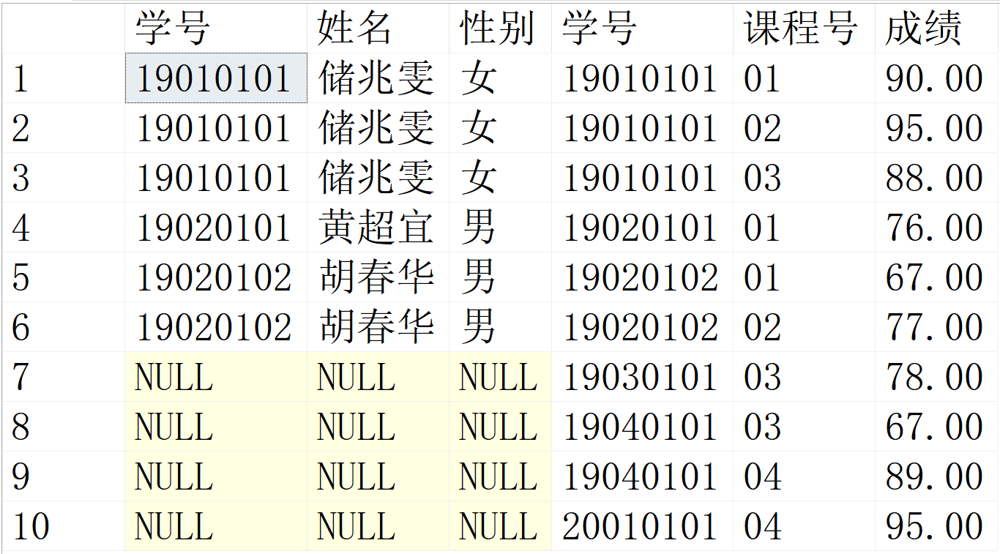 学号 姓名 性别 学号 课程号 成绩
1 19010101 储兆雯 女 19010101 01 90.00
2 19010101 储兆雯 女 19010101 02 95.00
3 19010101 储兆雯 女 19010101 03 88.00
4 19020101 黄超宜 男 19020101 01 76.00
5 19020102 胡春华 男 19020102 01 67.00
6 19020102 胡春华 男 19020102 02 77.00
7 NULL NULL NULL 19030101 03 78.00
8 NULL NULL NULL 19040101 03 67.00
9 NULL NULL NULL 19040101 04 89.00
10 NULL NULL NULL 20010101 04 95.00